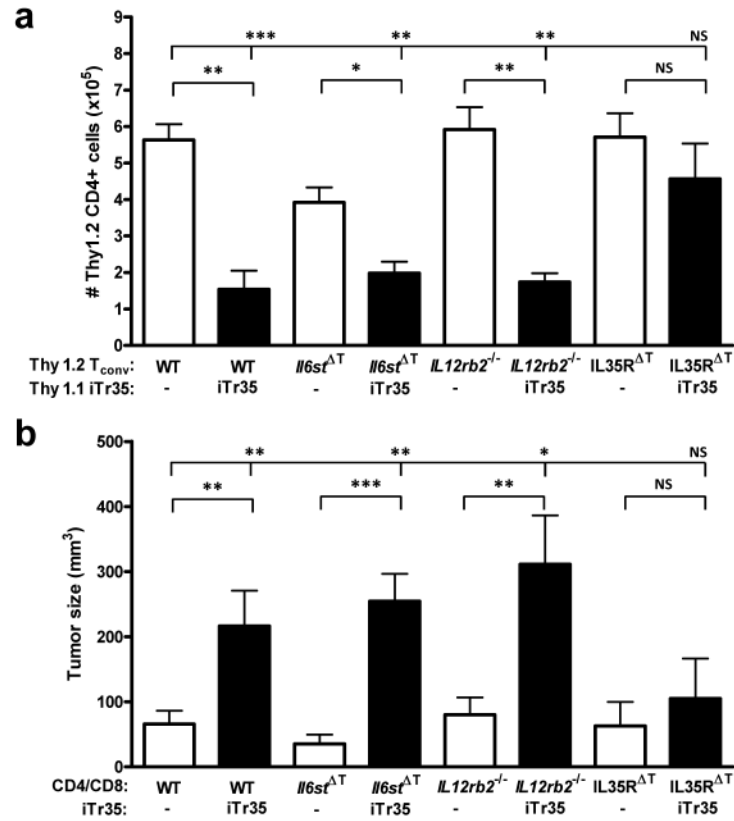 a
9
8
7
6
5
4
3
2
1
0
# Thy1.2 CD4+ cells (x10⁵)
*** ** ** NS
** * ** NS
Thy 1.2 Tconv: WT WT Il6stΔT Il6stΔT IL12rb2-/- IL12rb2-/- IL35RΔT IL35RΔT
Thy 1.1 iTr35: - iTr35 - iTr35 - iTr35 - iTr35
b
500
400
300
200
100
0
Tumor size (mm³)
** ** * NS
** *** ** NS
CD4/CD8: WT WT Il6stΔT Il6stΔT IL12rb2-/- IL12rb2-/- IL35RΔT IL35RΔT
iTr35: - iTr35 - iTr35 - iTr35 - iTr35